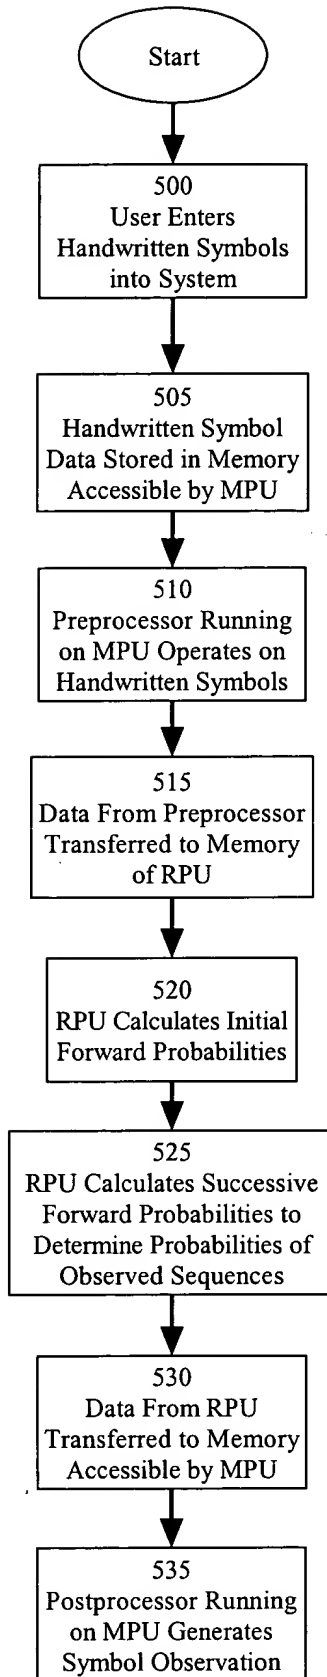 Start
500
User Enters
Handwritten Symbols
into System
505
Handwritten Symbol
Data Stored in Memory
Accessible by MPU
510
Preprocessor Running
on MPU Operates on
Handwritten Symbols
515
Data From Preprocessor
Transferred to Memory
of RPU
520
RPU Calculates Initial
Forward Probabilities
525
RPU Calculates Successive
Forward Probabilities to
Determine Probabilities of
Observed Sequences
530
Data From RPU
Transferred to Memory
Accessible by MPU
535
Postprocessor Running
on MPU Generates
Symbol Observation